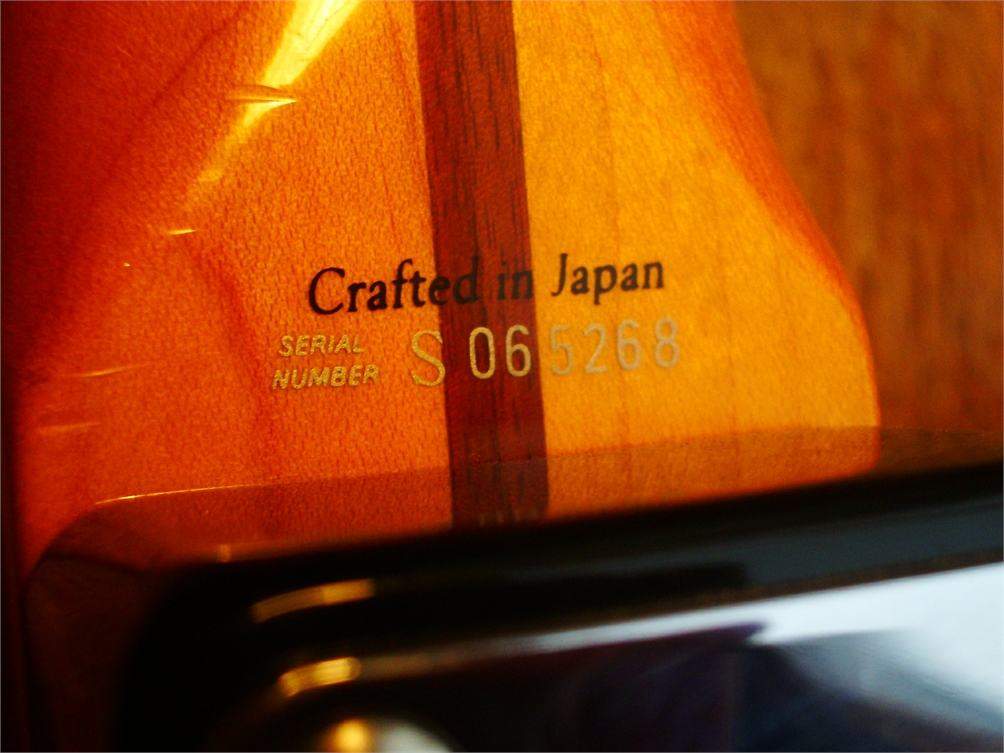 Crafted in Japan
SERIAL NUMBER S 065268